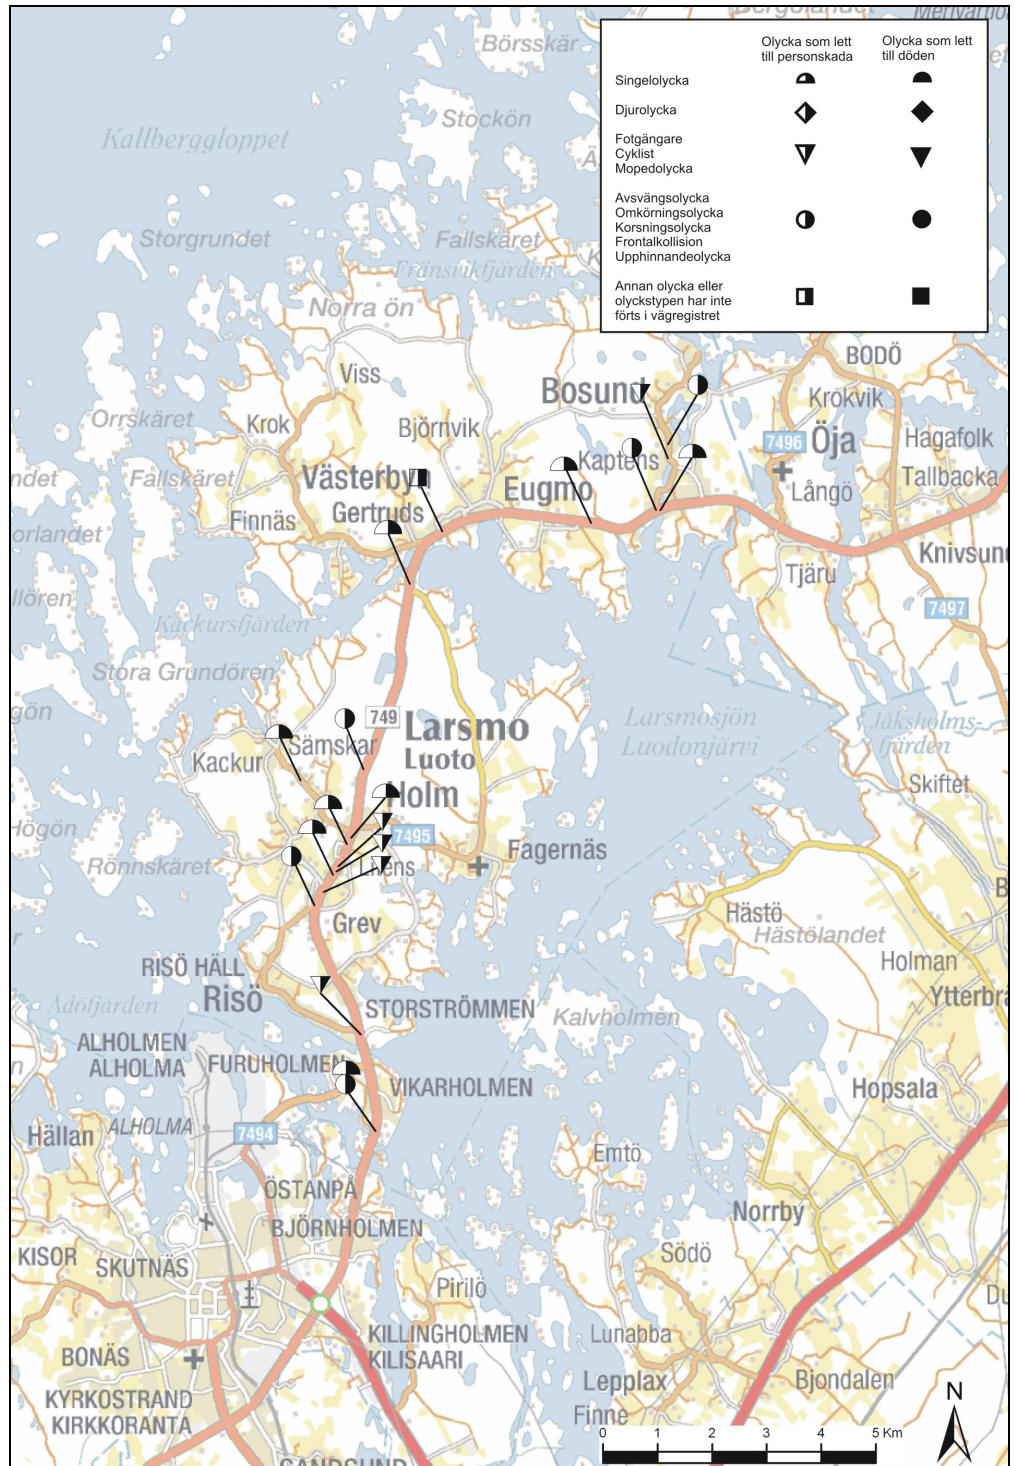 Bergölandet
Merivartio
Börsskär
Olycka som lett till personskada
Olycka som lett till döden
Singelolycka
Djurolycka
Fotgängare
Cyklist
Mopedolycka
Avsvängsolycka
Omkörningsolycka
Korsningsolycka
Frontalkollision
Upphinnandeolycka
Annan olycka eller
olyckstypen har inte
förts i vägregistret
Stockön
Kallberggloppet
Storgrundet
Fallskäret
Fränsvikfjärden
Norra ön
Viss
BODÖ
Bosund
Krokvik
Orrskäret
Krok
Björnvik
7496
Öja
Hagafolk
Kaptens
Fallskäret
Västerby
Eugmo
Långö
Tallbacka
Gertruds
Finnäs
Knivsund
Tjäru
7497
Kackursfjärden
Stora Grundören
749
Larsmo
Luoto
Larsmosjön
Luodonjärvi
Jäksholms-
fjärden
Sämskar
Kackur
Holm
Skiftet
7495
Högön
Rönnskäret
Fagernäs
Grev
Hästö
Hästölandet
Holman
RISÖ HÄLL
Risö
Ådöfjärden
STORSTRÖMMEN
Kalvholmen
Ytterbra
ALHOLMEN
ALHOLMA
FURUHOLMEN
VIKARHOLMEN
Hopsala
ALHOLMA
7494
Hällan
Emtö
ÖSTANPÅ
BJÖRNHOLMEN
Norrby
KISOR
SKUTNÄS
Södö
Pirilö
KILLINGHOLMEN
KILISAARI
Lunabba
BONÄS
Lepplax
Bjondalen
KYRKOSTRAND
KIRKKORANTA
Finne
SANDSUND
N
0 1 2 3 4 5 Km